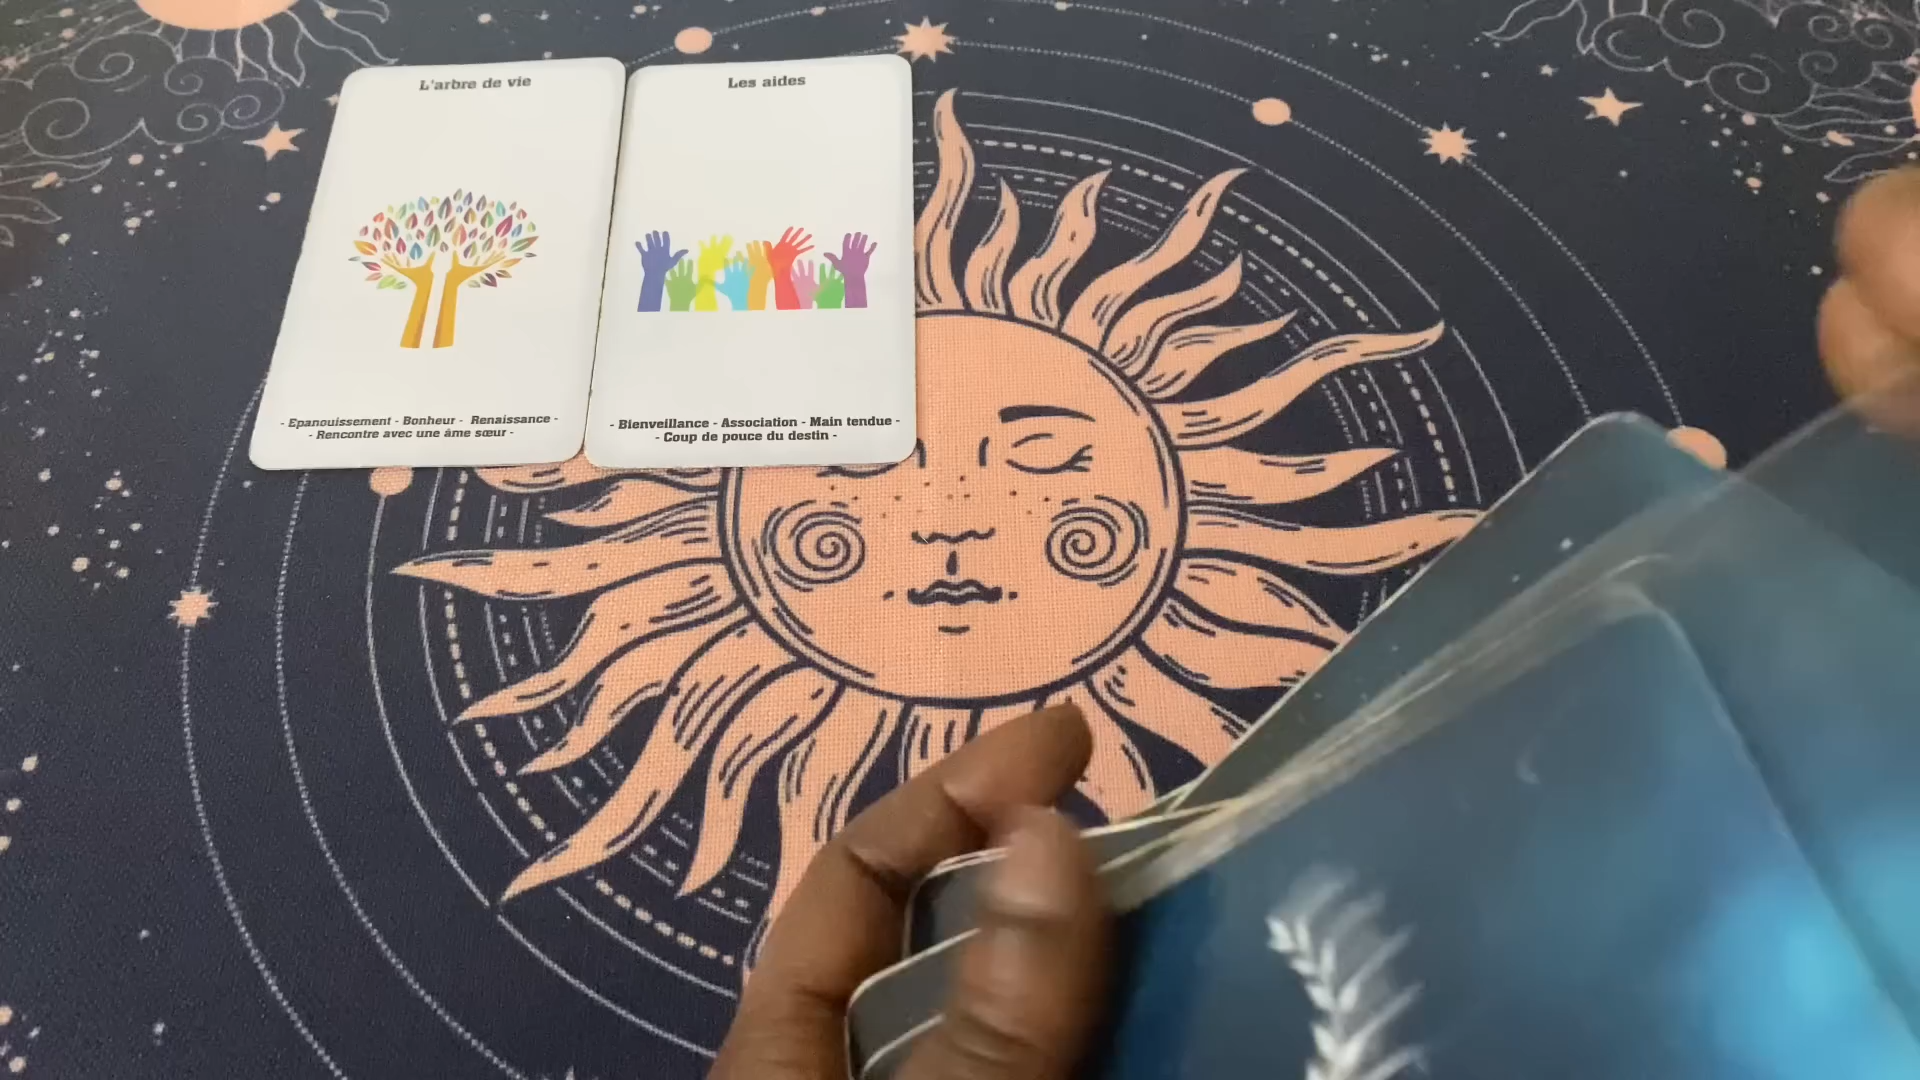 L'arbre de vie
- Epanouissement - Bonheur - Renaissance -
- Rencontre avec une âme sœur -
Les aides
- Bienveillance - Association - Main tendue -
- Coup de pouce du destin -